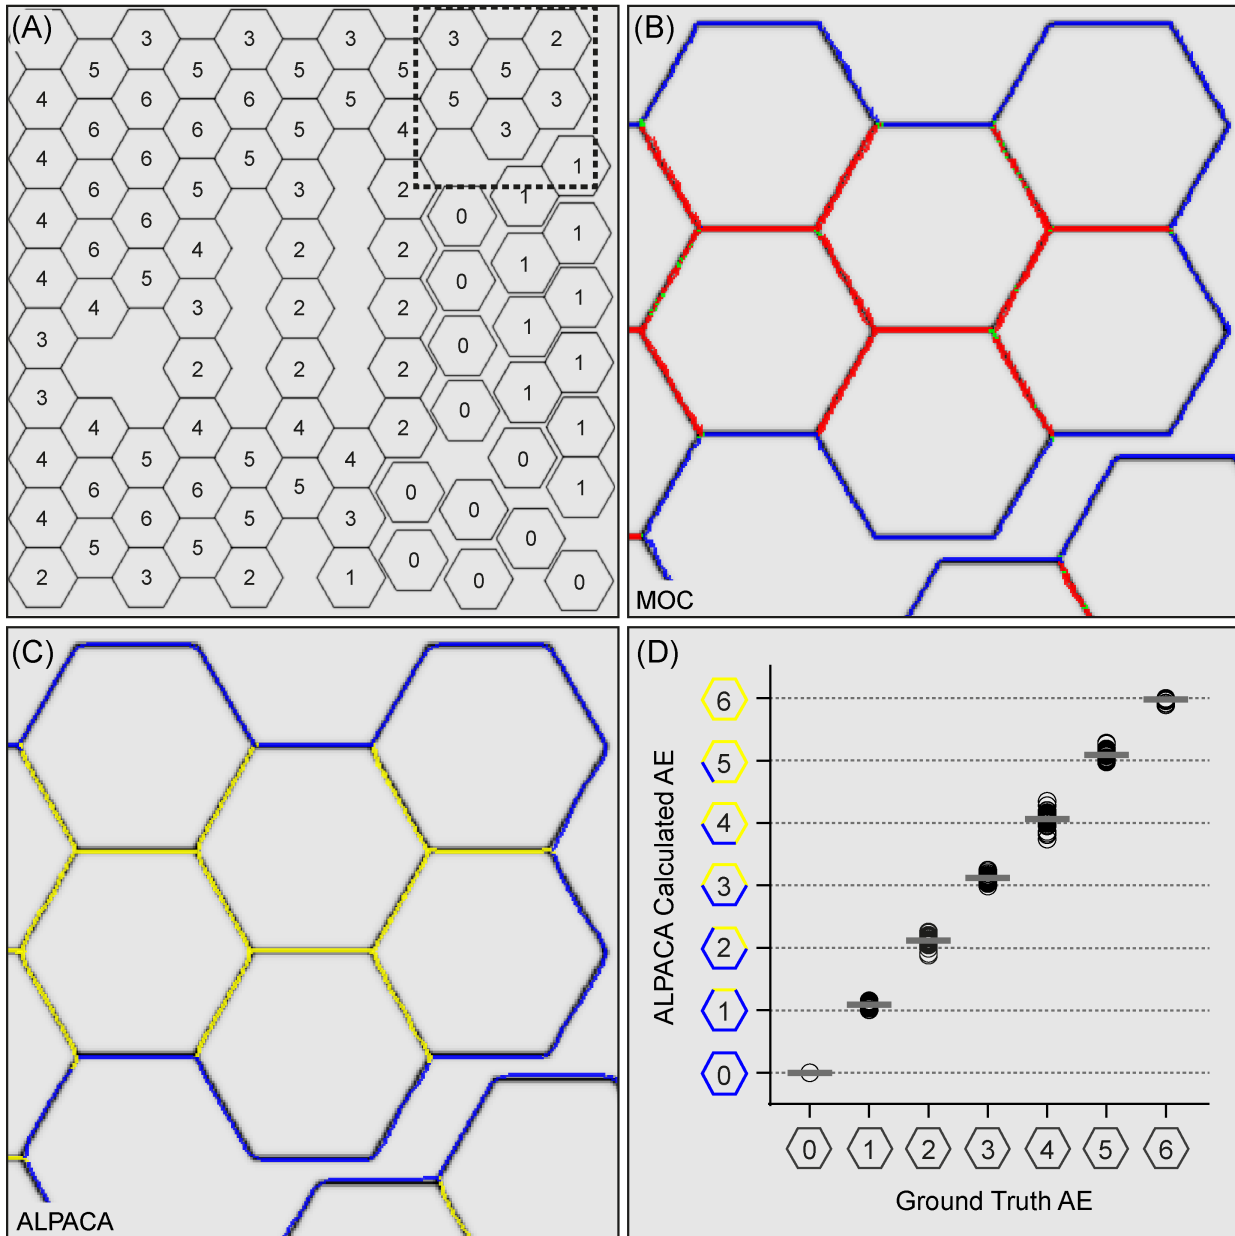 (A)
3 3 3 3 2
5 5 5 5 5
4 6 6 5 5 3
6 6 5 4 3
4 6 5 1
6 5 3 2 1
4 6 0 1
6 4 2 2 1
4 5 0 1
4 3 2 2 1
3 0 1
2 2 2 1
3 0
4 4 4 2 1
4 5 5 4 0
6 6 5 0 1
4 6 5 3 0
5 5 0 0
2 3 2 1 0 0
(B)
MOC
(C)
ALPACA
(D)
ALPACA Calculated AE
6
5
4
3
2
1
0
0 1 2 3 4 5 6
Ground Truth AE